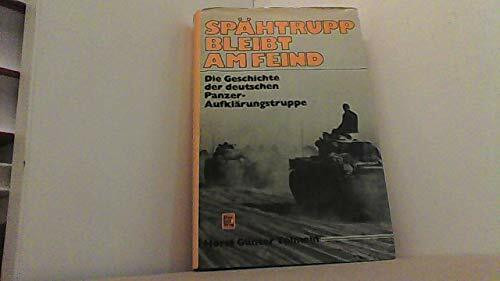 SPÄHTRUPP
BLEIBT
AM FEIND
Die Geschichte
der deutschen
Panzer-
Aufklärungstruppe
Horst Günter Tolmein